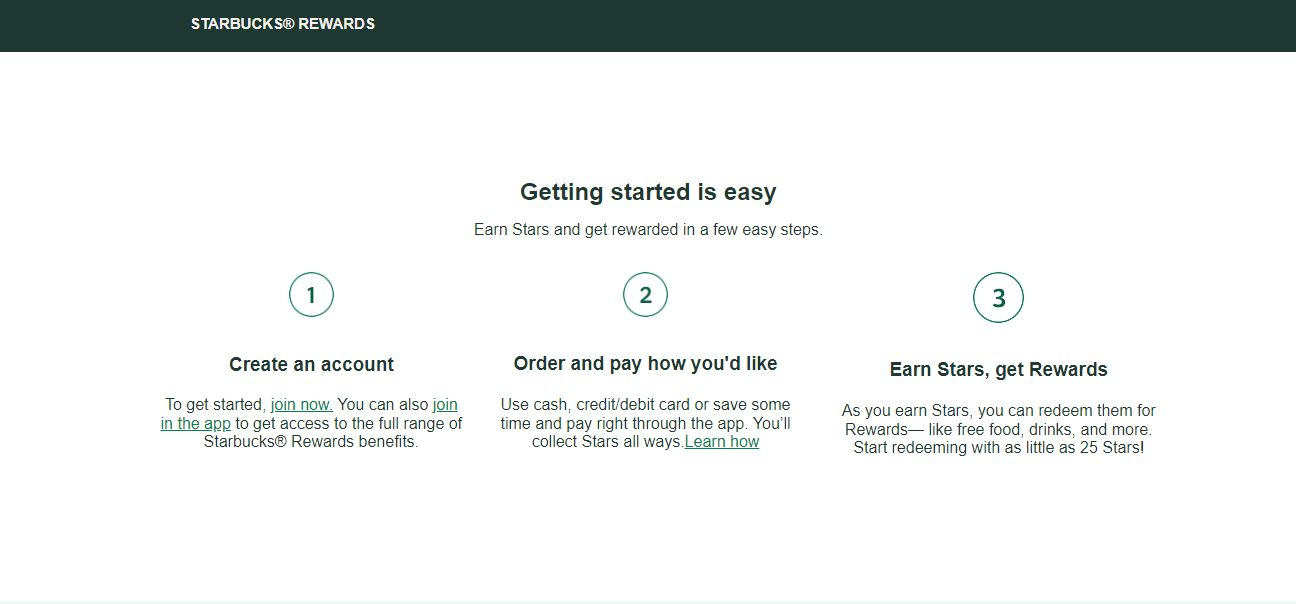 STARBUCKS® REWARDS
Getting started is easy
Earn Stars and get rewarded in a few easy steps.
1
Create an account
To get started, join now. You can also join
in the app to get access to the full range of
Starbucks® Rewards benefits.
2
Order and pay how you'd like
Use cash, credit/debit card or save some
time and pay right through the app. You’ll
collect Stars all ways.Learn how
3
Earn Stars, get Rewards
As you earn Stars, you can redeem them for
Rewards— like free food, drinks, and more.
Start redeeming with as little as 25 Stars!